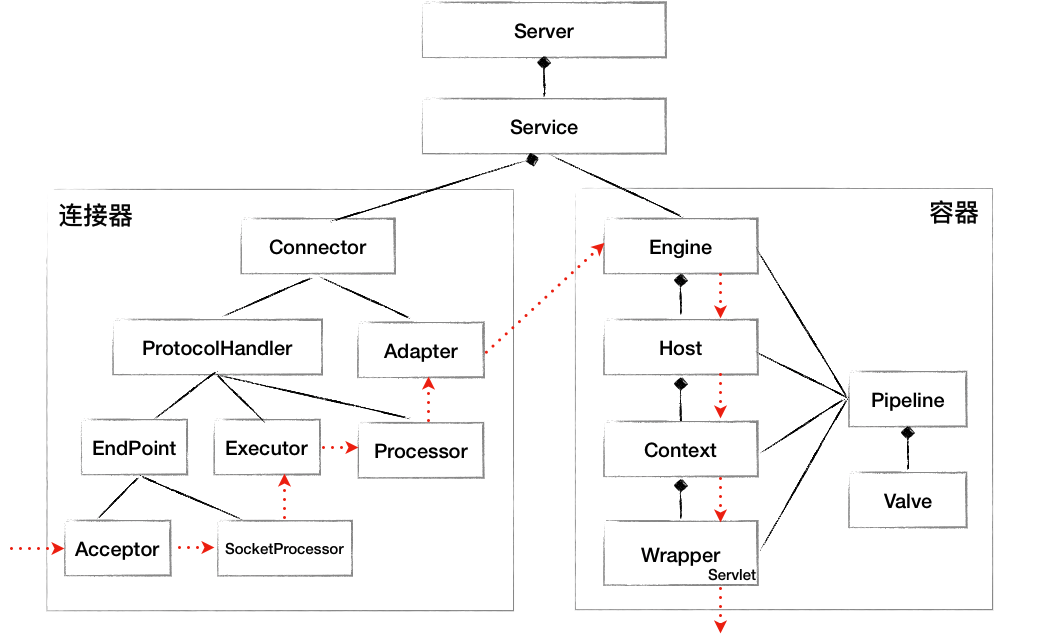 Server
Service
连接器
容器
Connector
Engine
ProtocolHandler
Adapter
Host
Pipeline
EndPoint
Executor
Processor
Context
Valve
Acceptor
SocketProcessor
Wrapper
Servlet